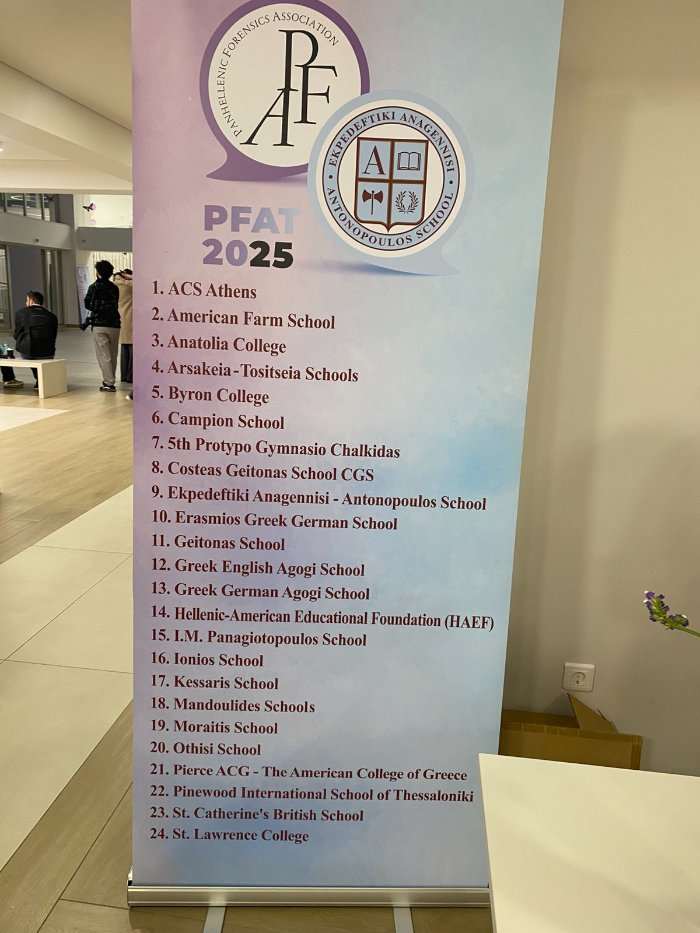 PANHELLENIC FORENSICS ASSOCIATION
PFA
EKPEDEFTIKI ANAGENNISI
A
ANTONOPOULOS SCHOOL
PFAT
2025
1. ACS Athens
2. American Farm School
3. Anatolia College
4. Arsakeia-Tositseia Schools
5. Byron College
6. Campion School
7. 5th Protypo Gymnasio Chalkidas
8. Costeas Geitonas School CGS
9. Ekpedeftiki Anagennisi - Antonopoulos School
10. Erasmios Greek German School
11. Geitonas School
12. Greek English Agogi School
13. Greek German Agogi School
14. Hellenic-American Educational Foundation (HAEF)
15. I.M. Panagiotopoulos School
16. Ionios School
17. Kessaris School
18. Mandoulides Schools
19. Moraitis School
20. Othisi School
21. Pierce ACG - The American College of Greece
22. Pinewood International School of Thessaloniki
23. St. Catherine's British School
24. St. Lawrence College